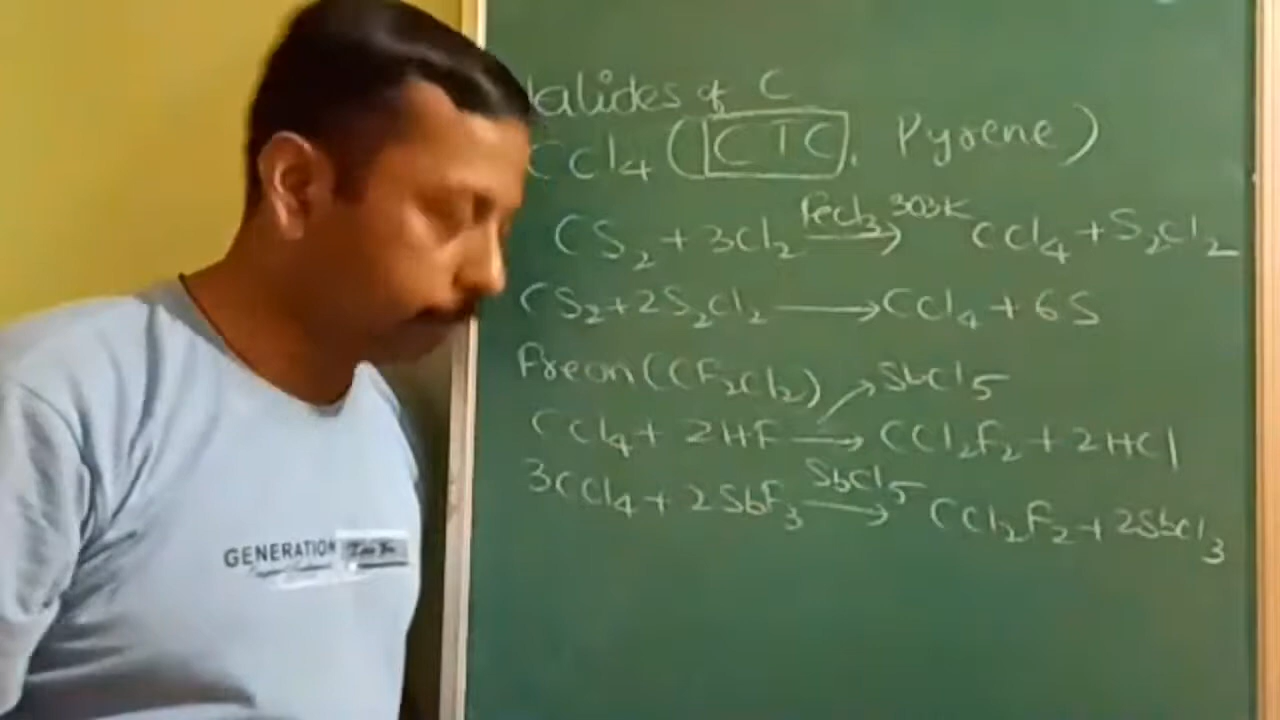 alides of C
CCl4 (CTC, Pyrene)
CS2 + 3Cl2 FeCl3 303K → CCl4 + S2Cl2
CS2 + 2S2Cl2 → CCl4 + 6S
Freon (CF2Cl2) ↗ SbCl5
CCl4 + 2HF → CCl2F2 + 2HCl
3CCl4 + 2SbF3 SbCl5 → CCl2F2 + 2SbCl3
GENERATION